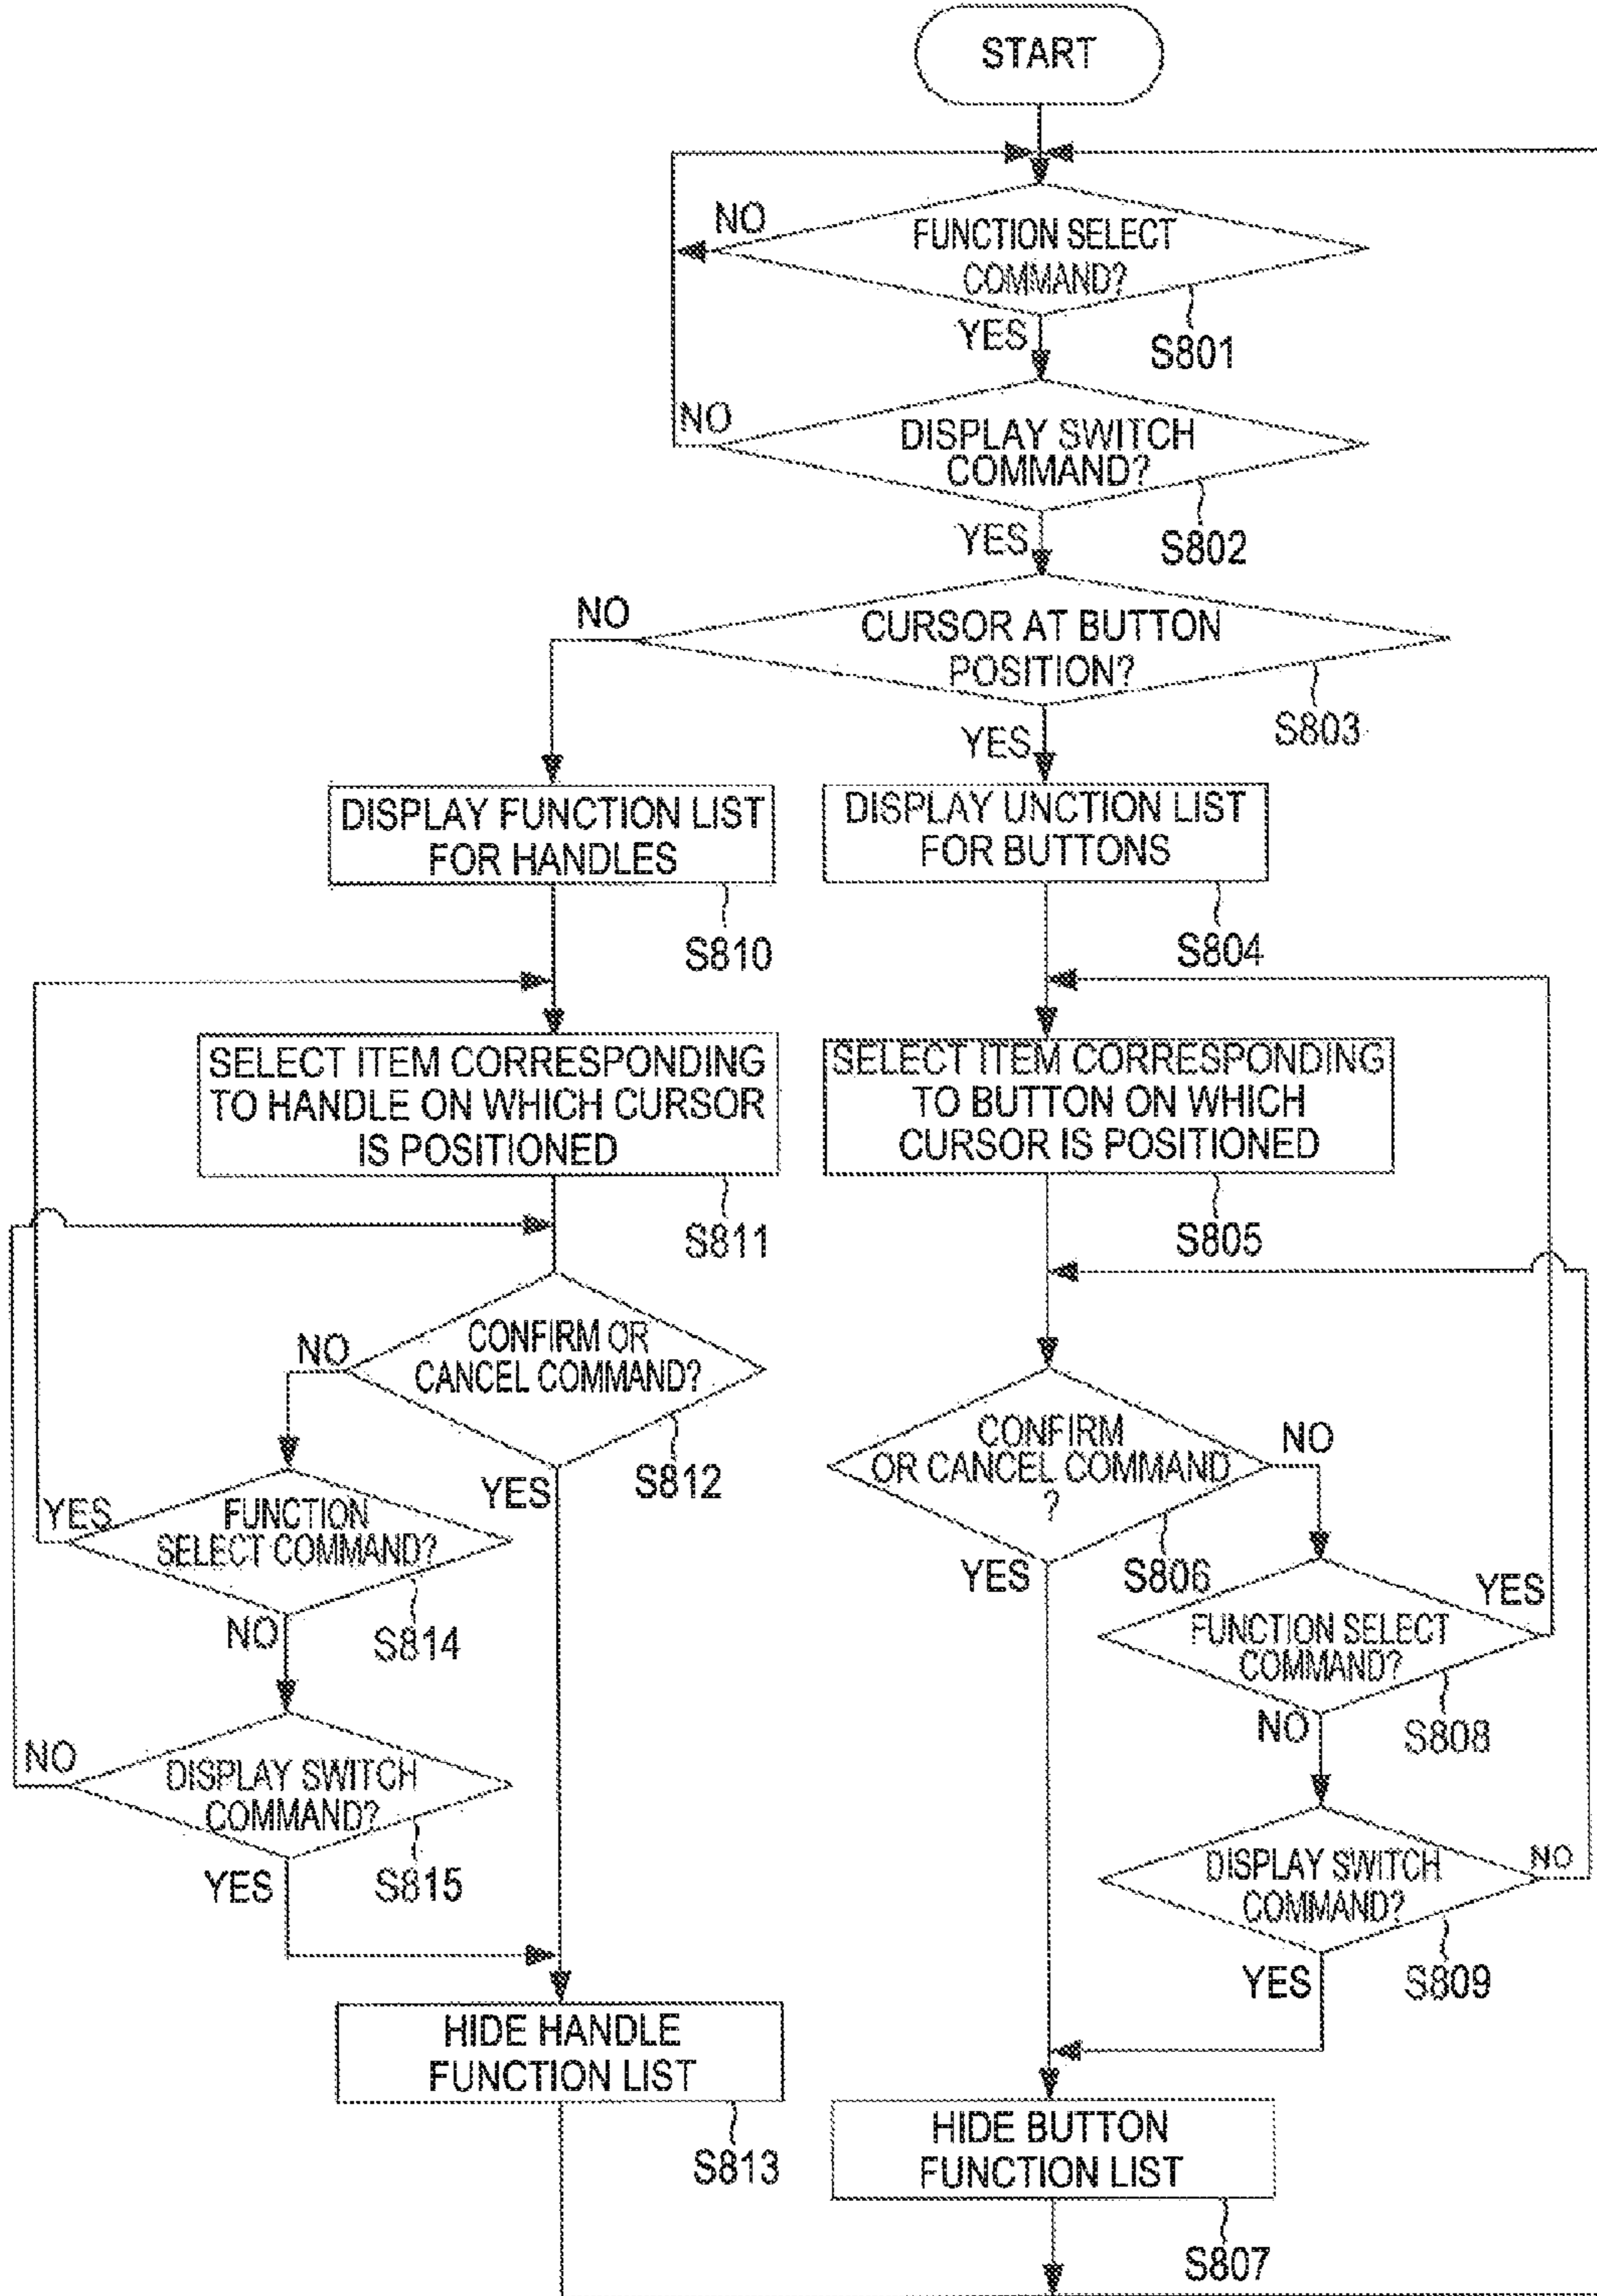 START
NO
FUNCTION SELECT
COMMAND?
YES
S801
NO
DISPLAY SWITCH
COMMAND?
YES
S802
NO
CURSOR AT BUTTON
POSITION?
YES
S803
DISPLAY FUNCTION LIST
FOR HANDLES
S810
DISPLAY UNCTION LIST
FOR BUTTONS
S804
SELECT ITEM CORRESPONDING
TO HANDLE ON WHICH CURSOR
IS POSITIONED
S811
SELECT ITEM CORRESPONDING
TO BUTTON ON WHICH
CURSOR IS POSITIONED
S805
NO
CONFIRM OR
CANCEL COMMAND?
YES
S812
CONFIRM
OR CANCEL COMMAND
?
NO
YES
S806
YES
FUNCTION
SELECT COMMAND?
NO
S814
YES
FUNCTION SELECT
COMMAND?
NO
S808
NO
DISPLAY SWITCH
COMMAND?
YES
S815
DISPLAY SWITCH
COMMAND?
NO
YES
S809
HIDE HANDLE
FUNCTION LIST
S813
HIDE BUTTON
FUNCTION LIST
S807